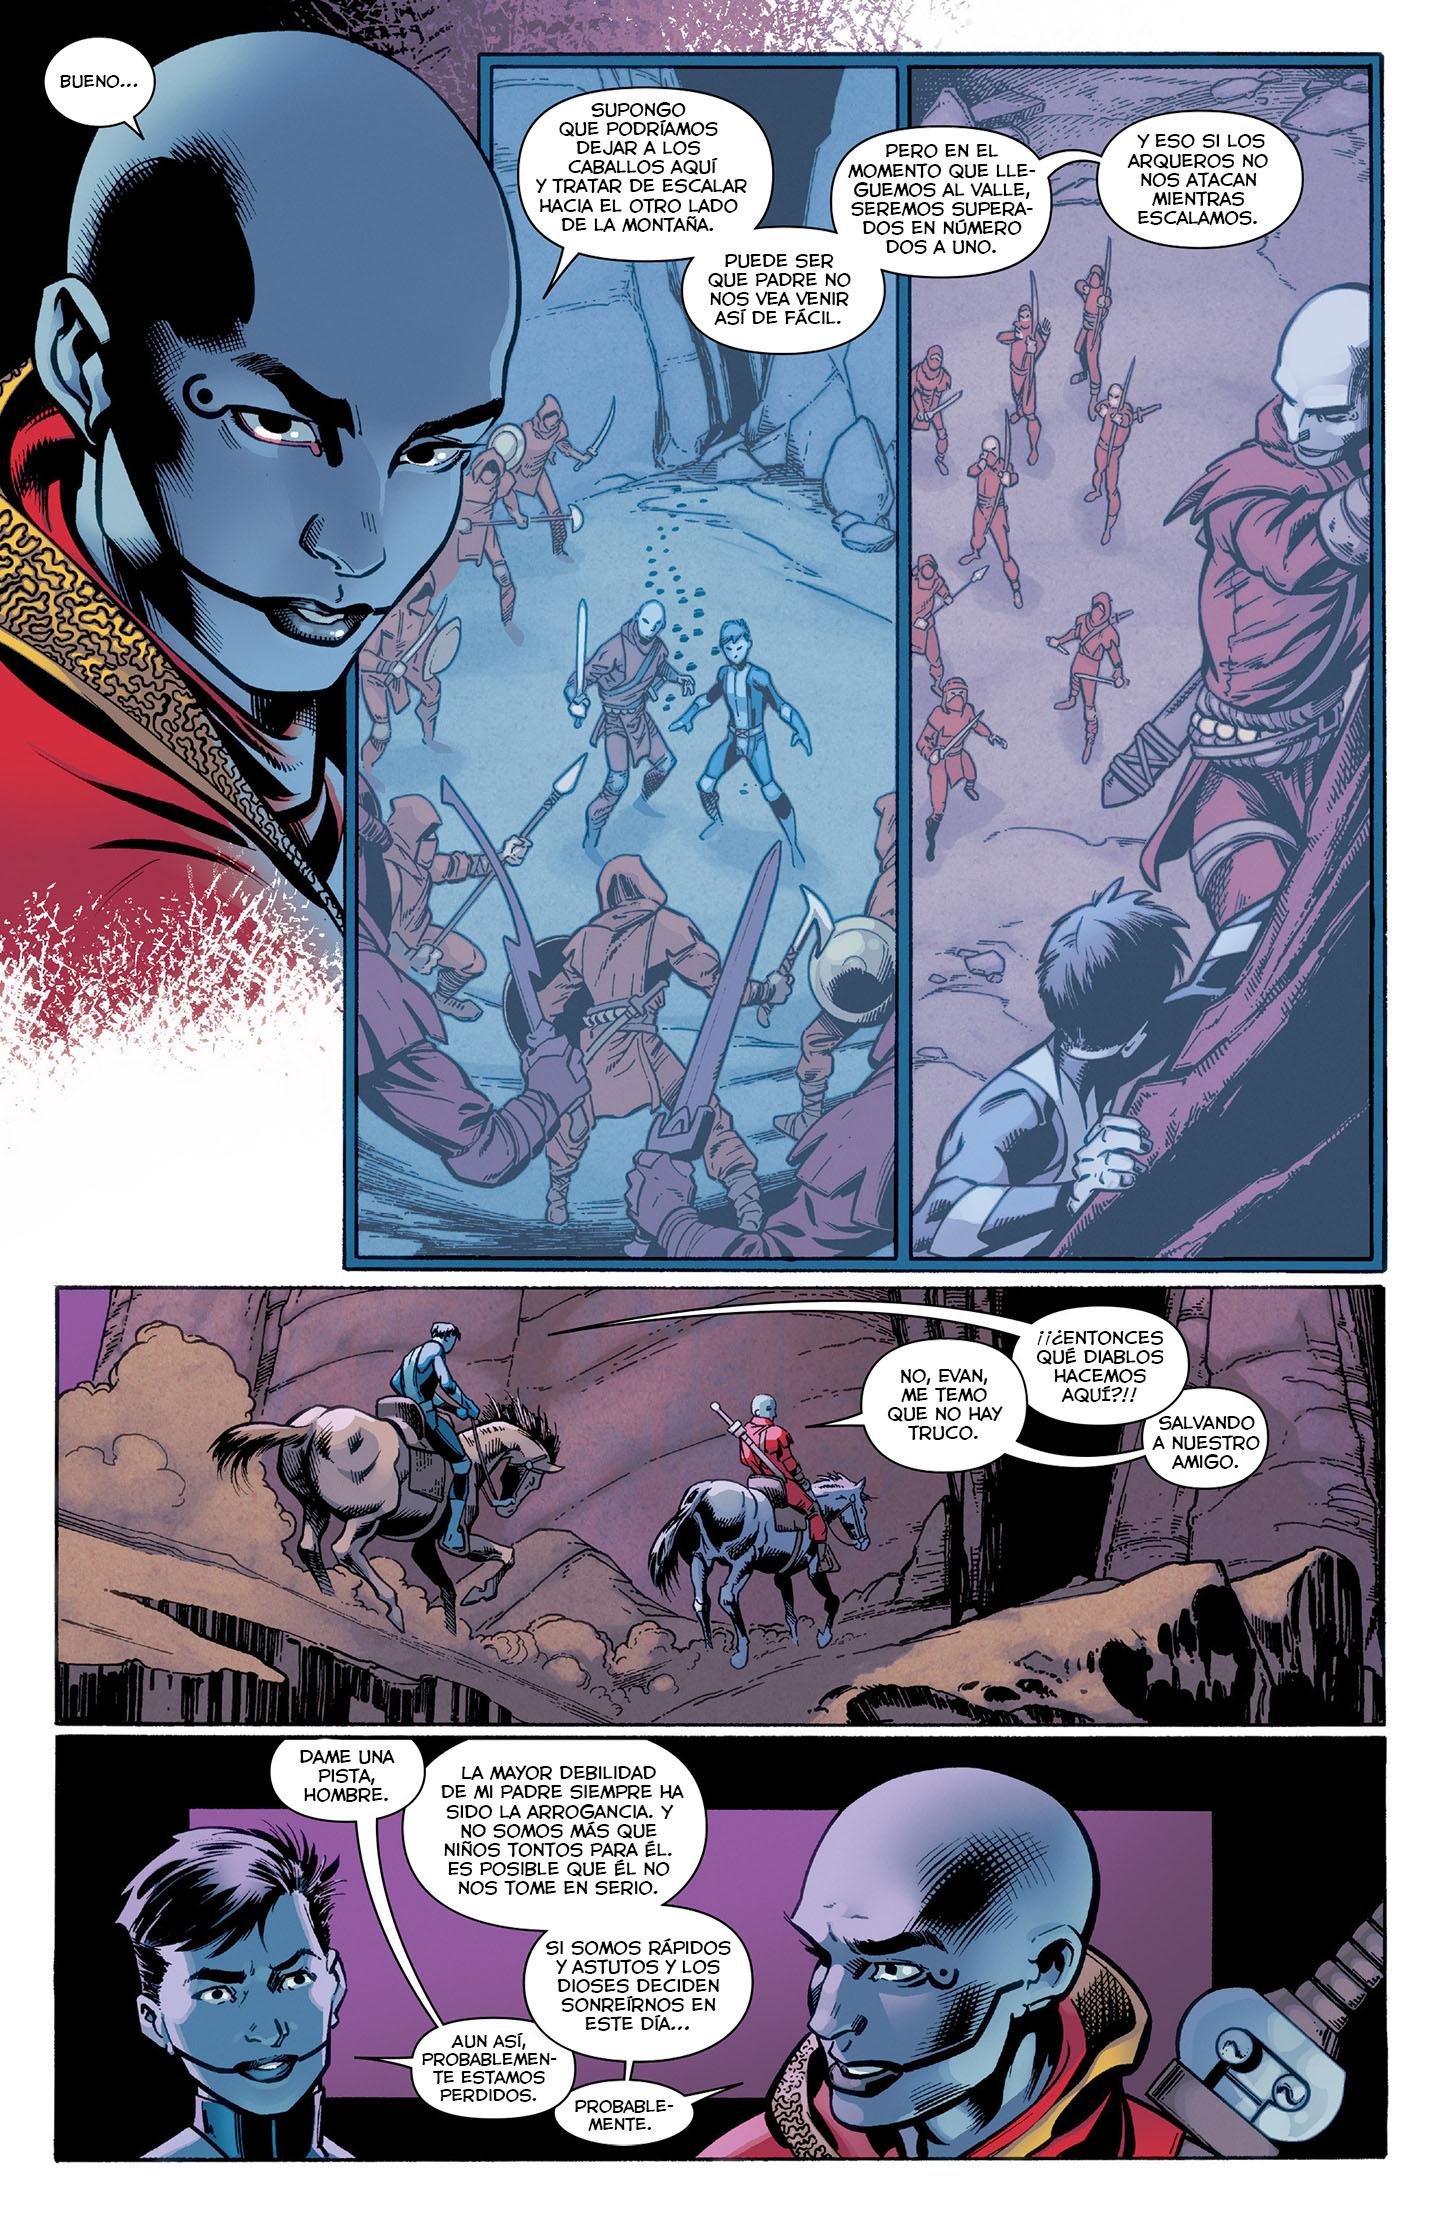 BUENO...
SUPONGO
QUE PODRÍAMOS
DEJAR A LOS
CABALLOS AQUÍ
Y TRATAR DE ESCALAR
HACIA EL OTRO LADO
DE LA MONTAÑA.
PUEDE SER
QUE PADRE NO
NOS VEA VENIR
ASÍ DE FÁCIL.
PERO EN EL
MOMENTO QUE LLE-
GUEMOS AL VALLE,
SEREMOS SUPERA-
DOS EN NÚMERO
DOS A UNO.
Y ESO SI LOS
ARQUEROS NO
NOS ATACAN
MIENTRAS
ESCALAMOS.
¡¡¿ENTONCES
QUÉ DIABLOS
HACEMOS
AQUÍ?!!
NO, EVAN,
ME TEMO
QUE NO HAY
TRUCO.
SALVANDO
A NUESTRO
AMIGO.
DAME UNA
PISTA,
HOMBRE.
LA MAYOR DEBILIDAD
DE MI PADRE SIEMPRE HA
SIDO LA ARROGANCIA. Y
NO SOMOS MÁS QUE
NIÑOS TONTOS PARA ÉL.
ES POSIBLE QUE ÉL NO
NOS TOME EN SERIO.
SI SOMOS RÁPIDOS
Y ASTUTOS Y LOS
DIOSES DECIDEN
SONREÍRNOS EN
ESTE DÍA...
AUN ASÍ,
PROBABLEMEN-
TE ESTAMOS
PERDIDOS.
PROBABLE-
MENTE.